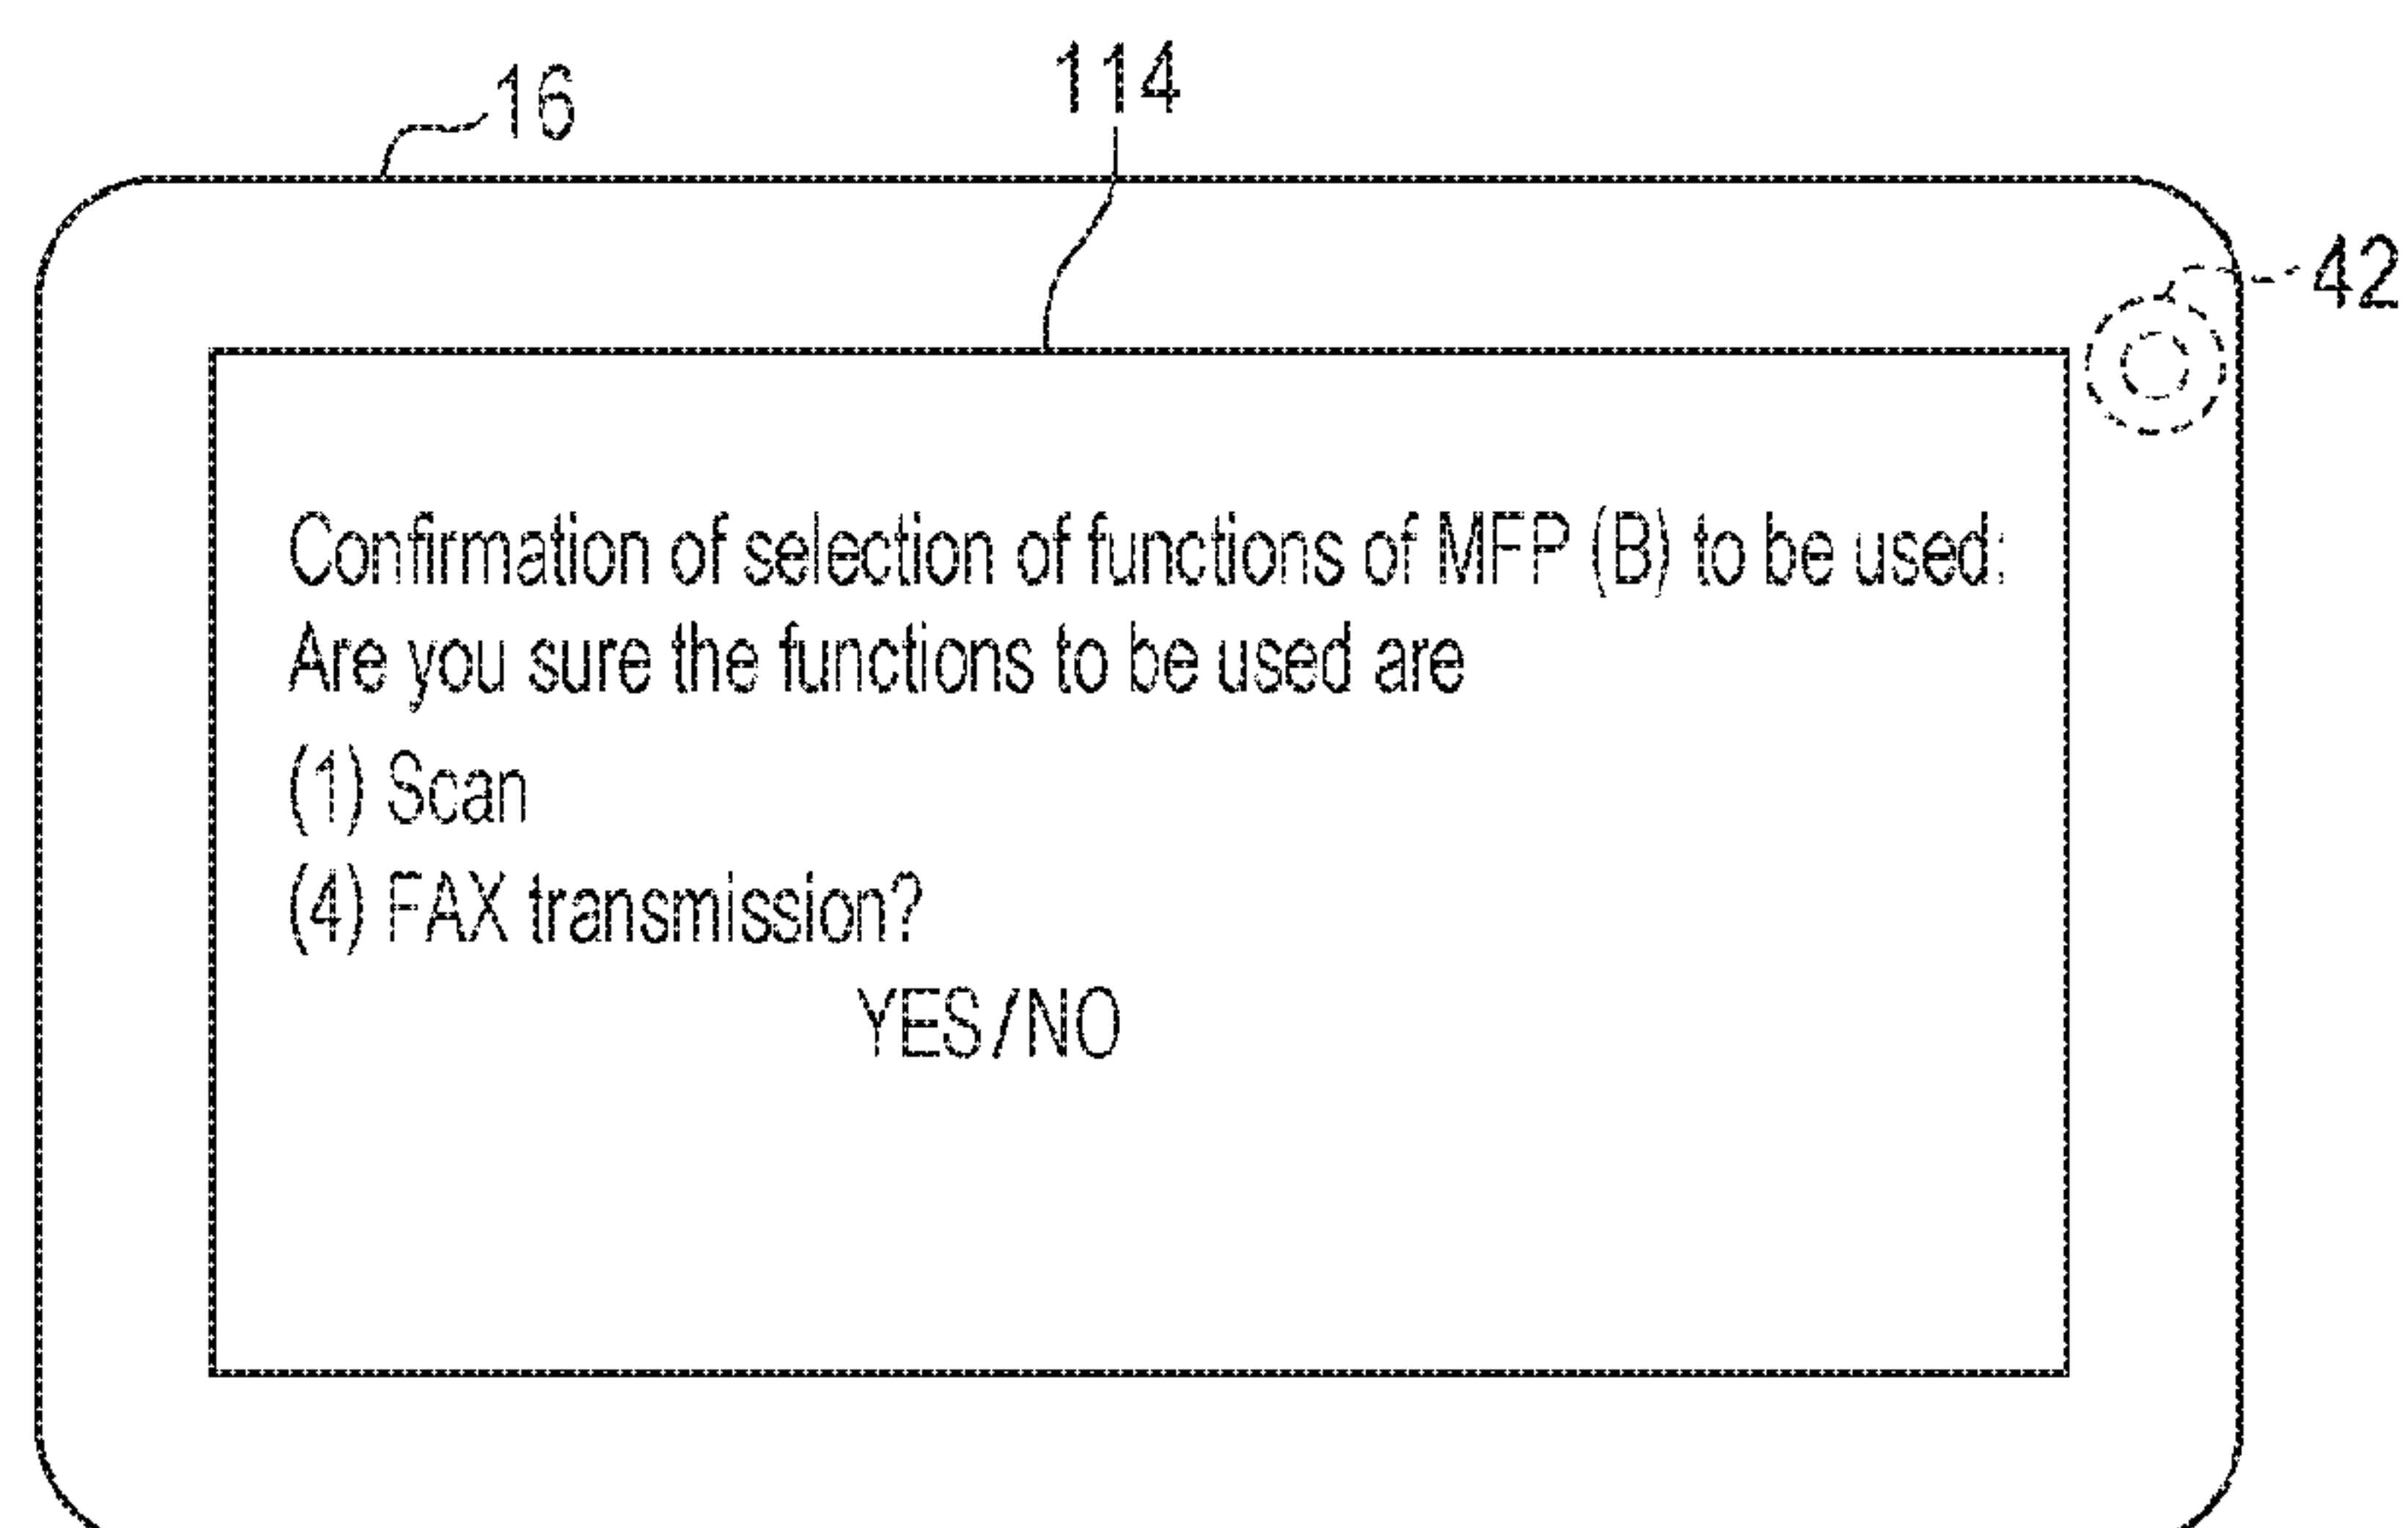 16
114
42
Confirmation of selection of functions of MFP (B) to be used:
Are you sure the functions to be used are
(1) Scan
(4) FAX transmission?
YES/NO